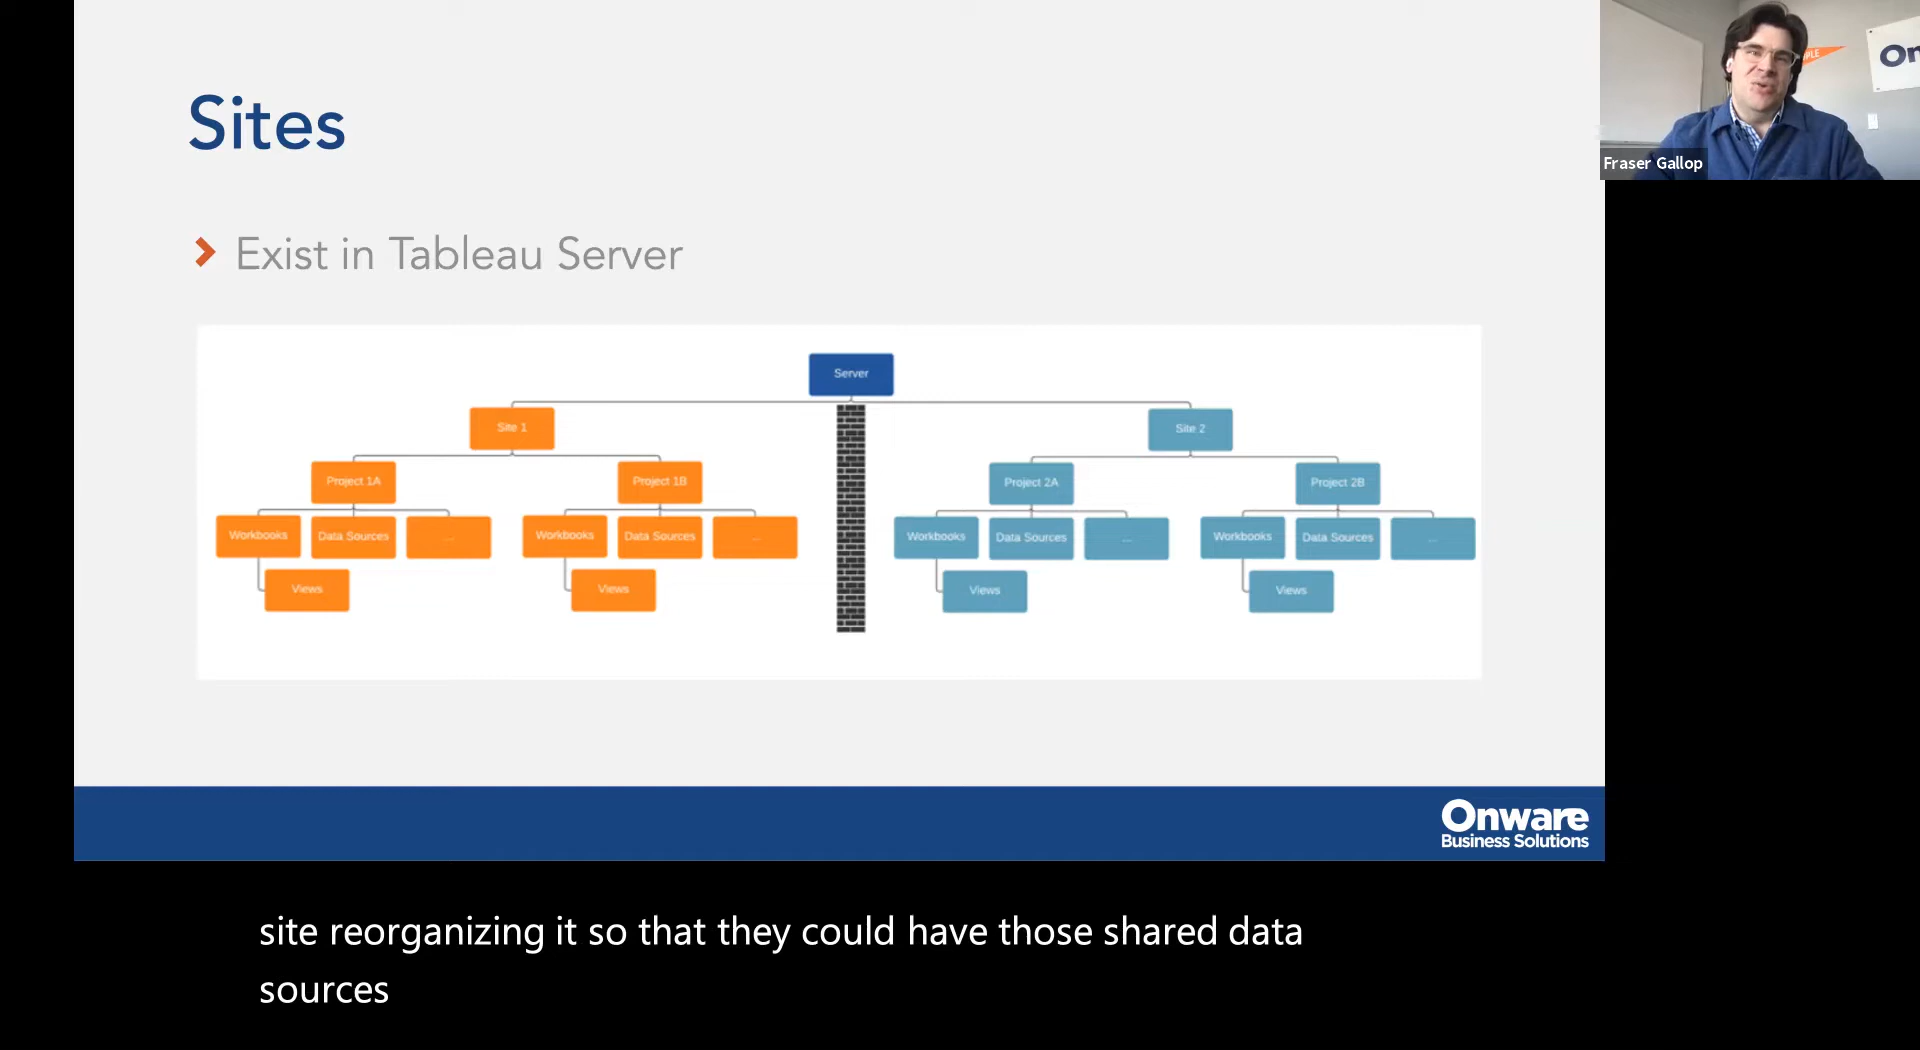 Sites
Exist in Tableau Server
Server
Site 1
Site 2
Project 1A
Project 1B
Project 2A
Project 2B
Workbooks
Data Sources
...
Workbooks
Data Sources
...
Workbooks
Data Sources
...
Workbooks
Data Sources
...
Views
Views
Views
Views
Onware
Business Solutions
On
Fraser Gallop
site reorganizing it so that they could have those shared data
sources